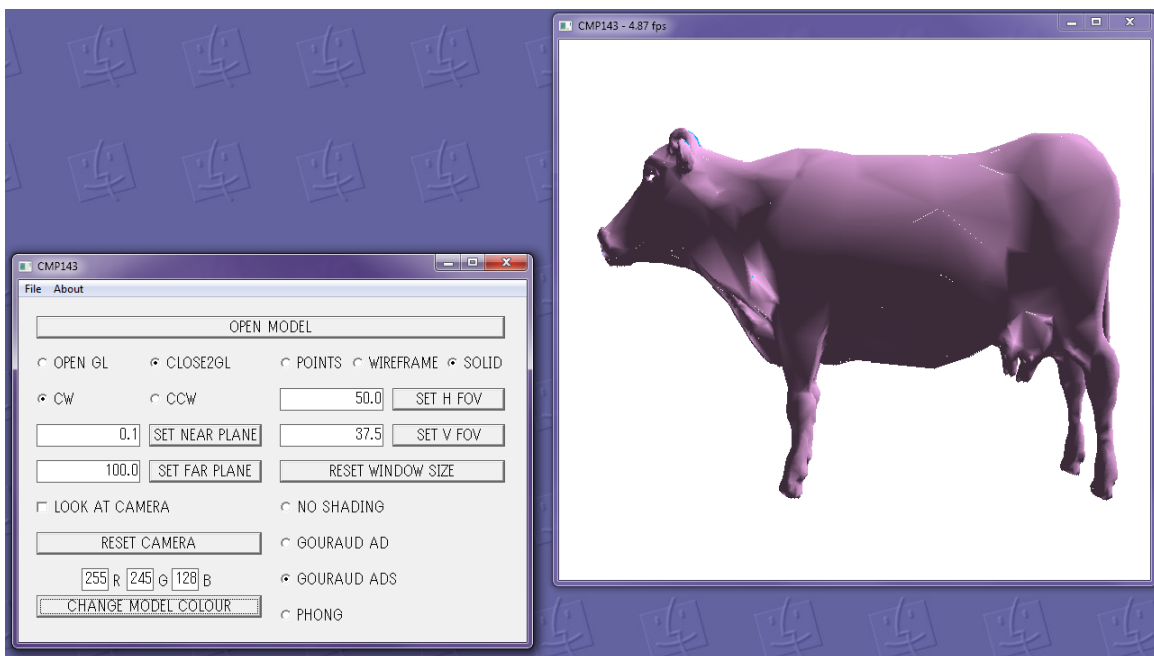 CMP143 - 4.87 fps
CMP143
File About
OPEN MODEL
OPEN GL CLOSE2GL POINTS WIREFRAME SOLID
CW CCW 50.0 SET H FOV
0.1 SET NEAR PLANE 37.5 SET V FOV
100.0 SET FAR PLANE RESET WINDOW SIZE
LOOK AT CAMERA NO SHADING
RESET CAMERA GOURAUD AD
255 R 245 G 128 B GOURAUD ADS
CHANGE MODEL COLOUR PHONG